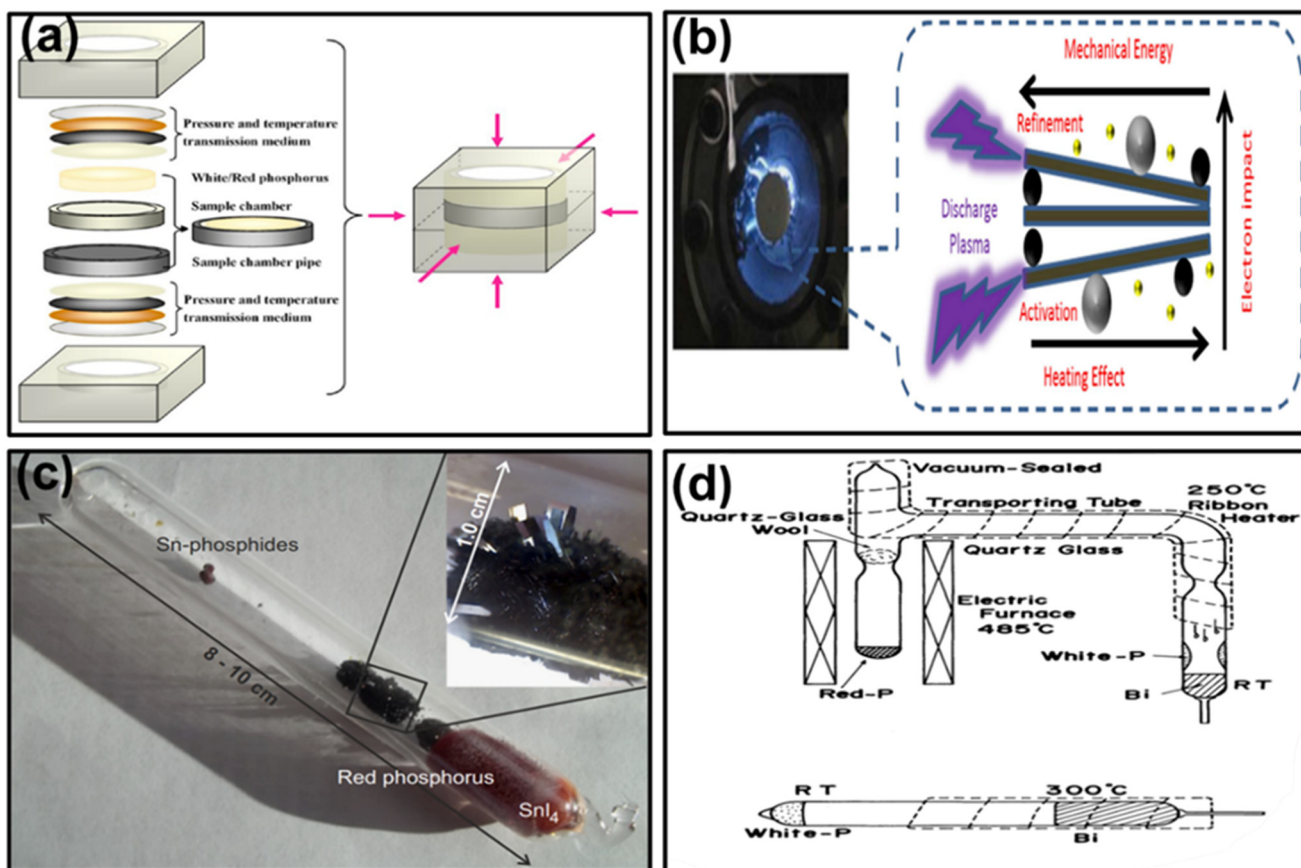 (a)
Pressure and temperature
transmission medium
White/Red phosphorus
Sample chamber
Sample chamber pipe
Pressure and temperature
transmission medium
(b)
Mechanical Energy
Refinement
Discharge
Plasma
Electron impact
Activation
Heating Effect
(c)
1.0 cm
Sn-phosphides
8 - 10 cm
Red phosphorus
SnI4
(d)
Vacuum-Sealed
Transporting Tube
250°C
Ribbon
Heater
Quartz-Glass
Wool
Quartz Glass
Electric
Furnace
485°C
White-P
Bi
RT
Red-P
RT
300°C
White-P
Bi